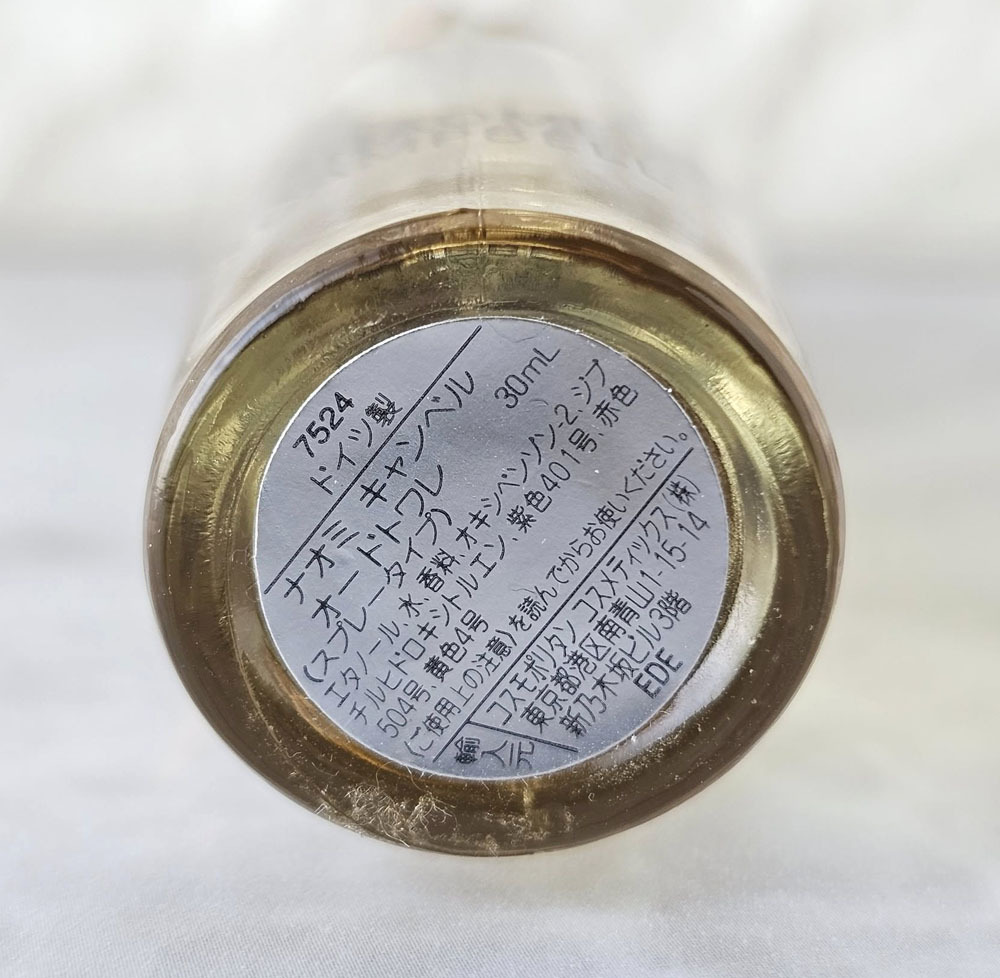 7524
ドイツ製
ナオミ キャンベル
オードトワレ 30mL
(スプレータイプ)
エタノール、水、香料、オキシベンゾン-2、ジブ
チルヒドロキシトルエン、紫色401号、赤色
504号、黄色4号
(ご使用上の注意)を読んでからお使いください。
輸入元
コスモポリタン コスメティックス(株)
東京都港区南青山1-15-14
新乃木坂ビル3階
EDE